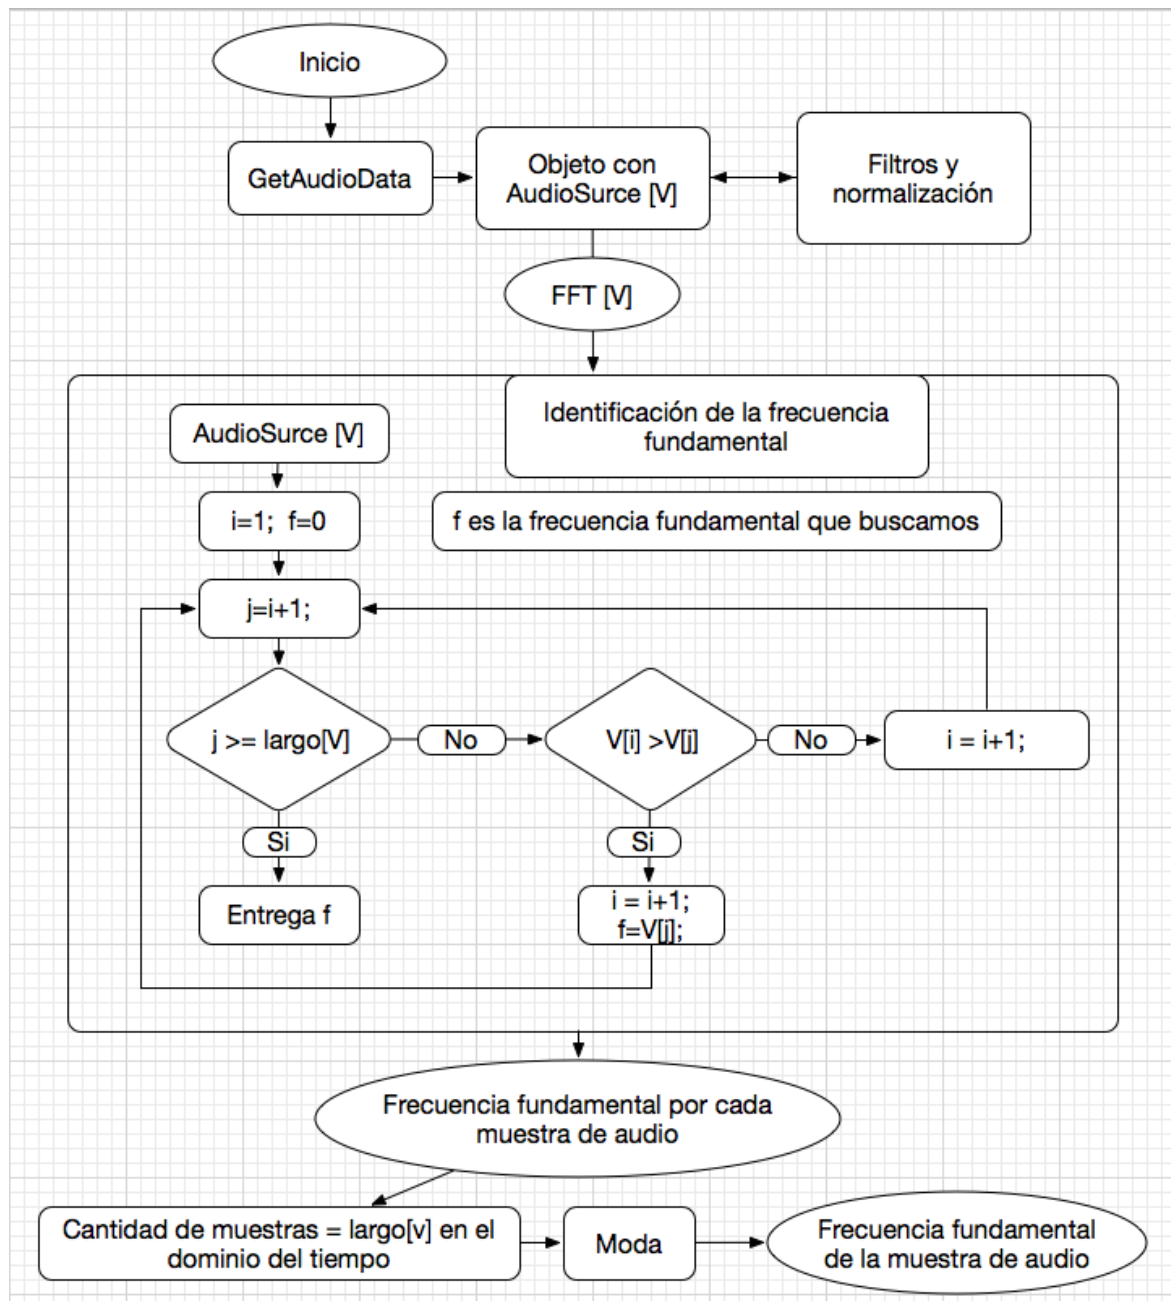 Inicio
GetAudioData
Objeto con
AudioSurce [V]
Filtros y
normalización
FFT [V]
Identificación de la frecuencia
fundamental
AudioSurce [V]
i=1; f=0
f es la frecuencia fundamental que buscamos
j=i+1;
j >= largo[V]
No
V[i] >V[j]
No
i = i+1;
Si
Si
Entrega f
i = i+1;
f=V[j];
Frecuencia fundamental por cada
muestra de audio
Cantidad de muestras = largo[v] en el
dominio del tiempo
Moda
Frecuencia fundamental
de la muestra de audio